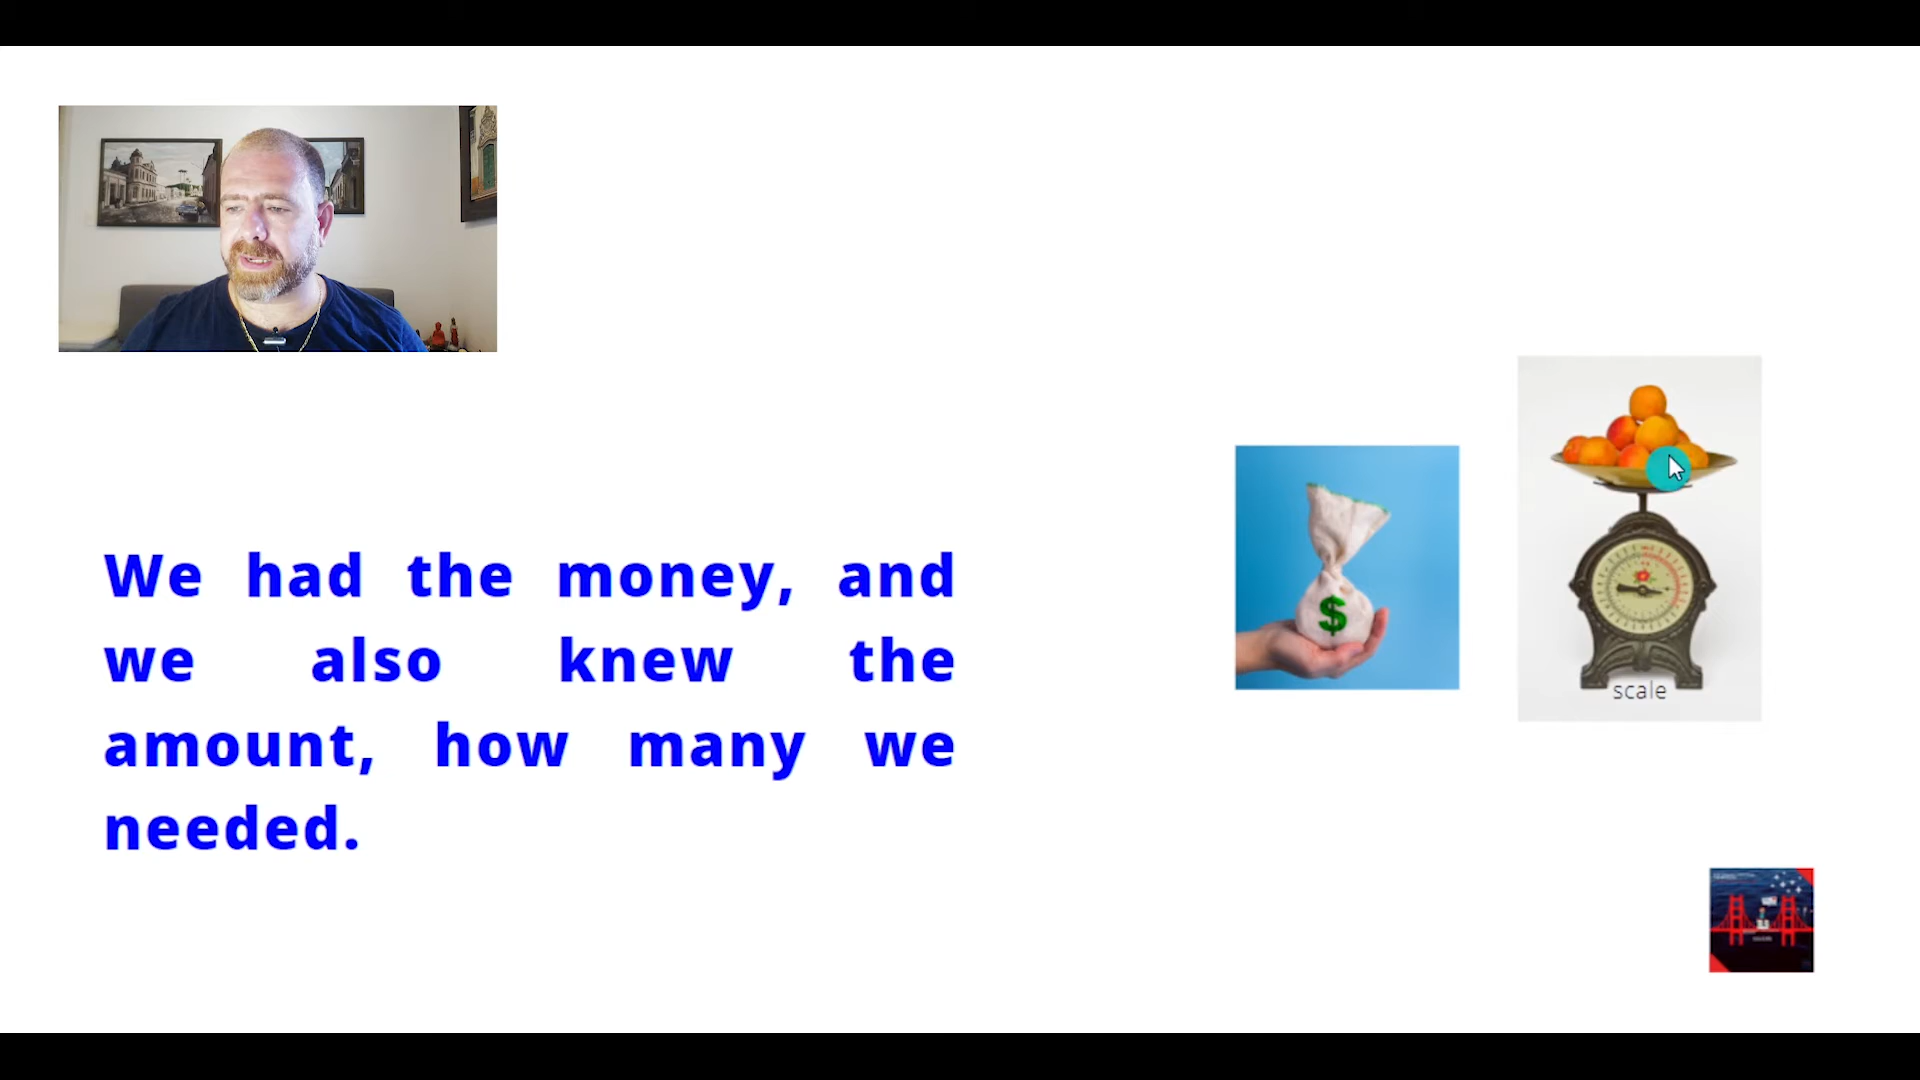 We had the money, and
we also knew the
amount, how many we
needed.
$
scale